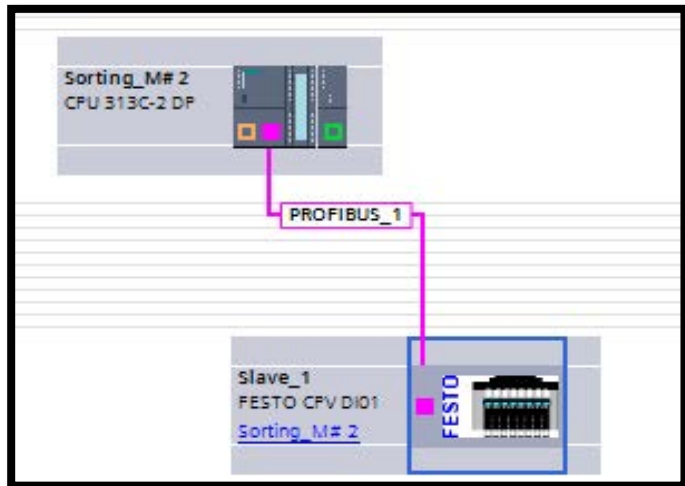 Sorting_M# 2
CPU 313C-2 DP
PROFIBUS_1
Slave_1
FESTO CPV DI01
Sorting_M# 2
FESTO